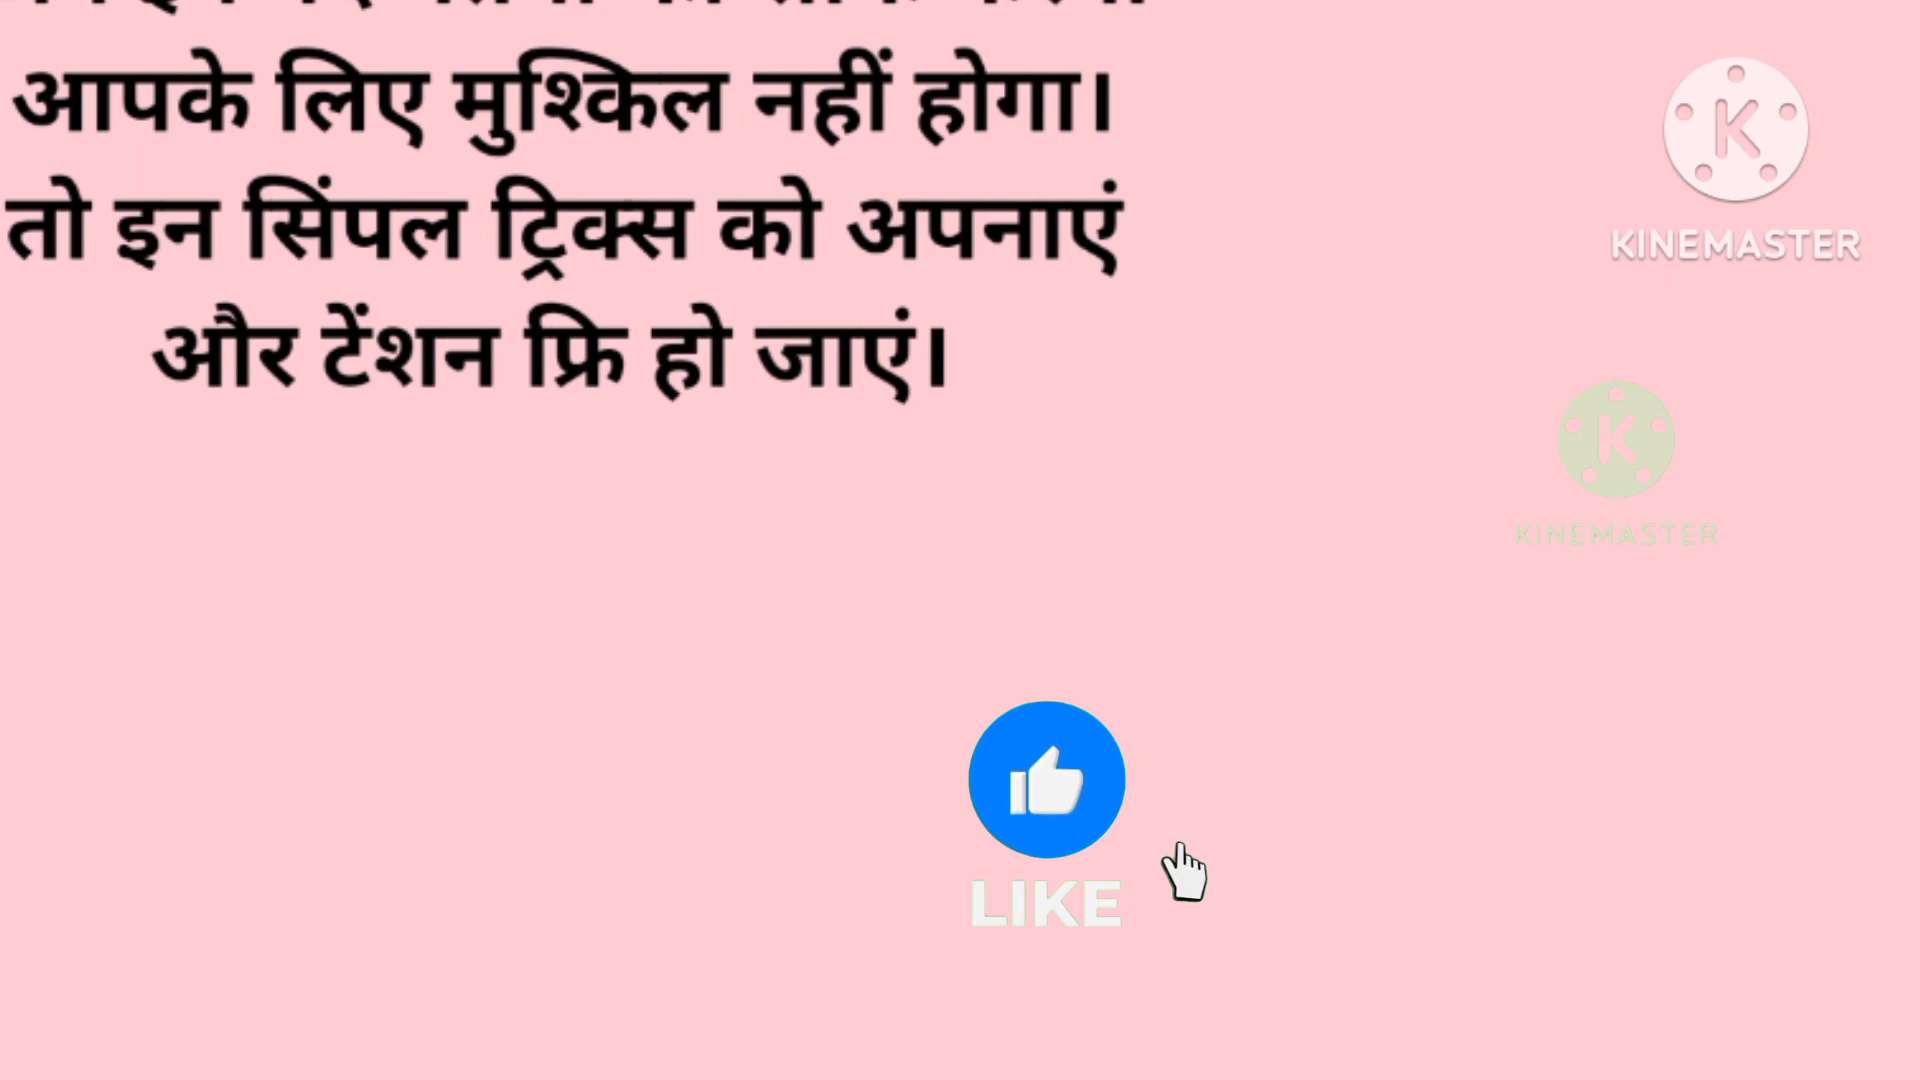 आपके लिए मुश्किल नहीं होगा।
तो इन सिंपल ट्रिक्स को अपनाएं
और टेंशन फ्रि हो जाएं।
KINEMASTER
KINEMASTER
LIKE